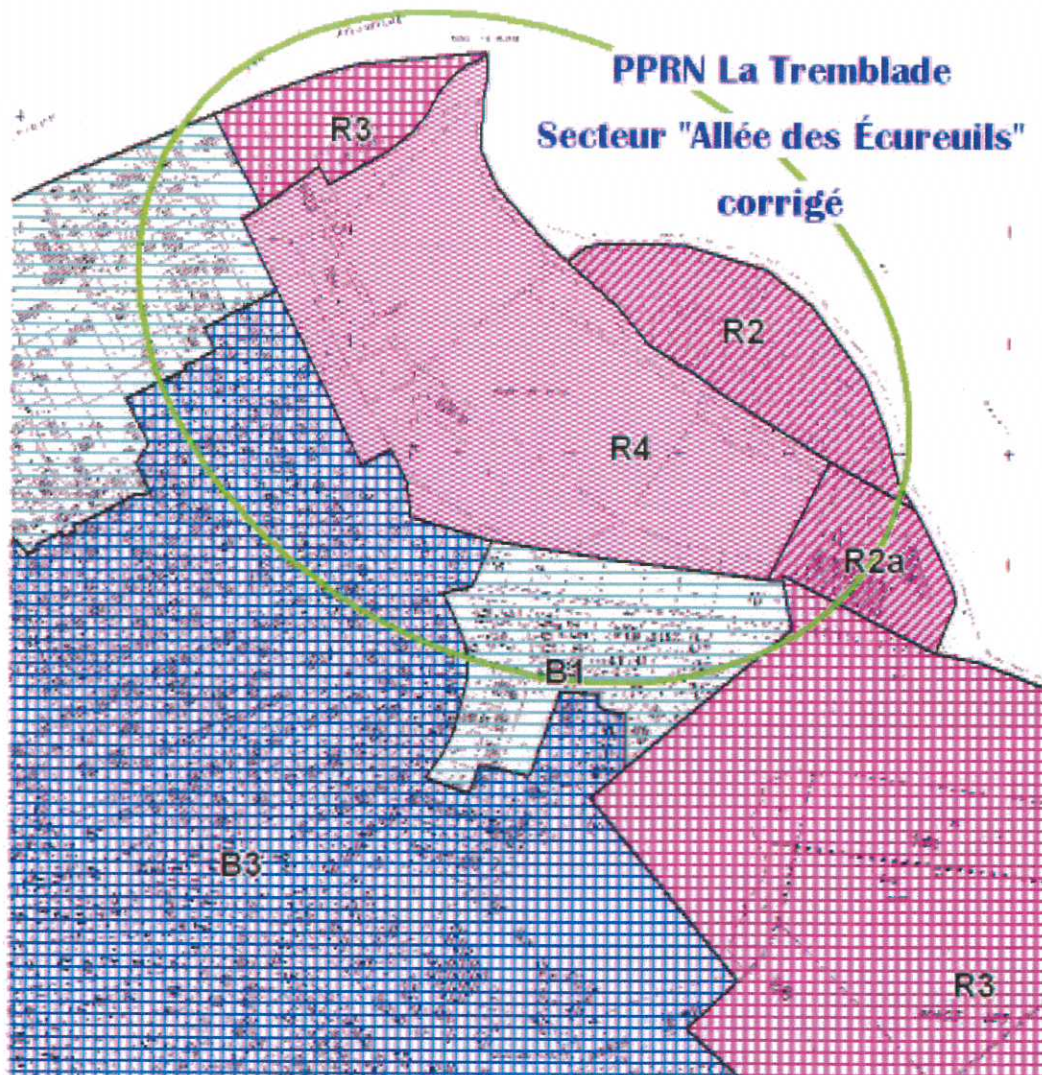 PPRN La Tremblade
Secteur "Allée des Écureuils"
corrigé
R3
R2
R4
R2a
B1
B3
R3